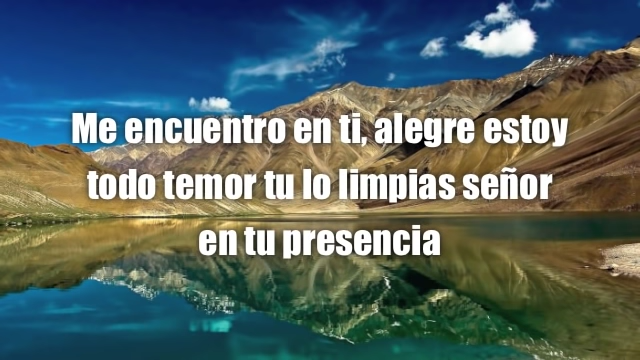 Me encuentro en ti, alegre estoy
todo temor tu lo limpias señor
en tu presencia